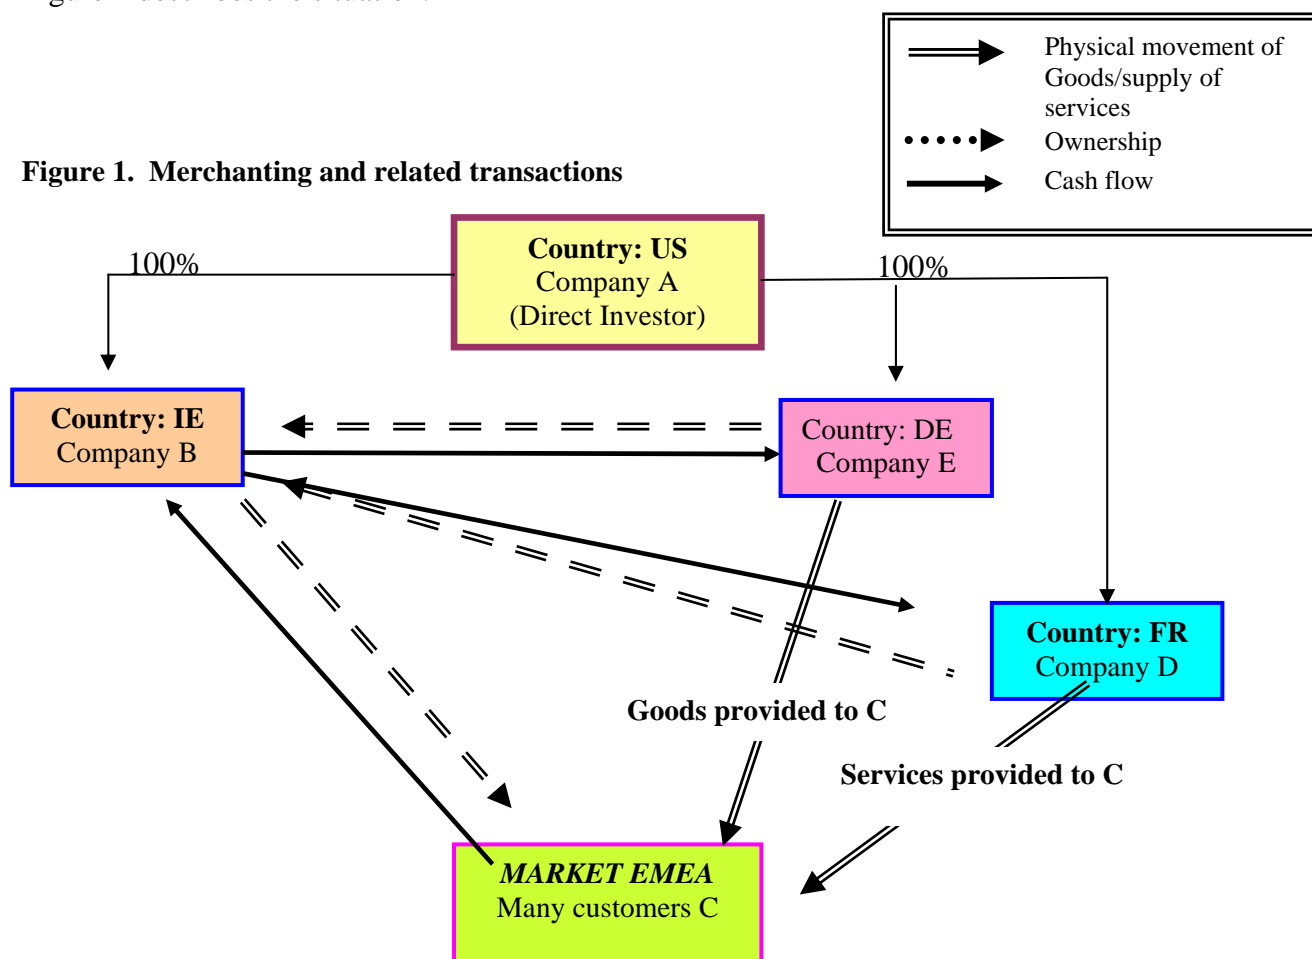 Physical movement of
Goods/supply of
services
Ownership
Cash flow
Figure 1.  Merchanting and related transactions
100%
Country: US
Company A
(Direct Investor)
100%
Country: IE
Company B
Country: DE
Company E
Country: FR
Company D
Goods provided to C
Services provided to C
MARKET EMEA
Many customers C